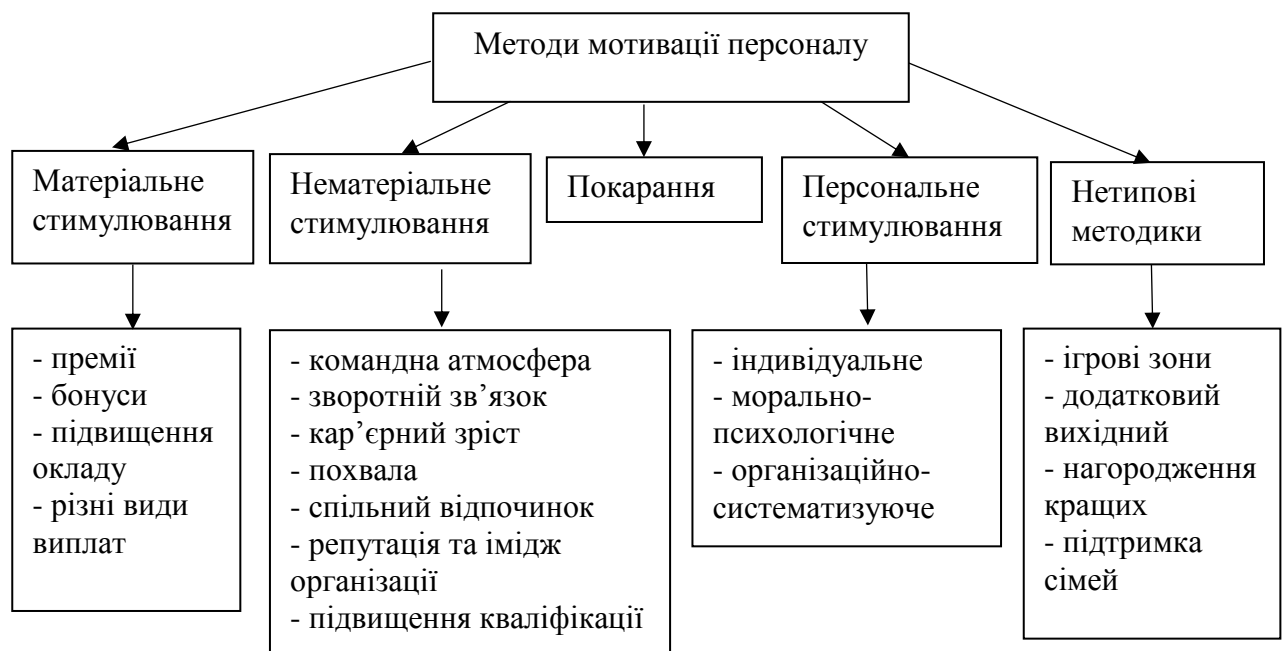 Методи мотивації персоналу
Матеріальне
стимулювання
Нематеріальне
стимулювання
Покарання
Персональне
стимулювання
Нетипові
методики
- премії
- бонуси
- підвищення
окладу
- різні види
виплат
- командна атмосфера
- зворотній зв’язок
- кар’єрний зріст
- похвала
- спільний відпочинок
- репутація та імідж
організації
- підвищення кваліфікації
- індивідуальне
- морально-
психологічне
- організаційно-
систематизуюче
- ігрові зони
- додатковий
вихідний
- нагородження
кращих
- підтримка
сімей